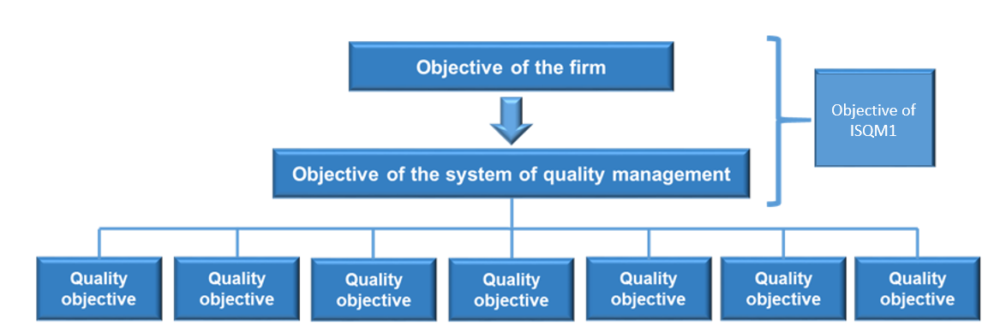 Objective of the firm
Objective of
ISQM1
Objective of the system of quality management
Quality
objective
Quality
objective
Quality
objective
Quality
objective
Quality
objective
Quality
objective
Quality
objective